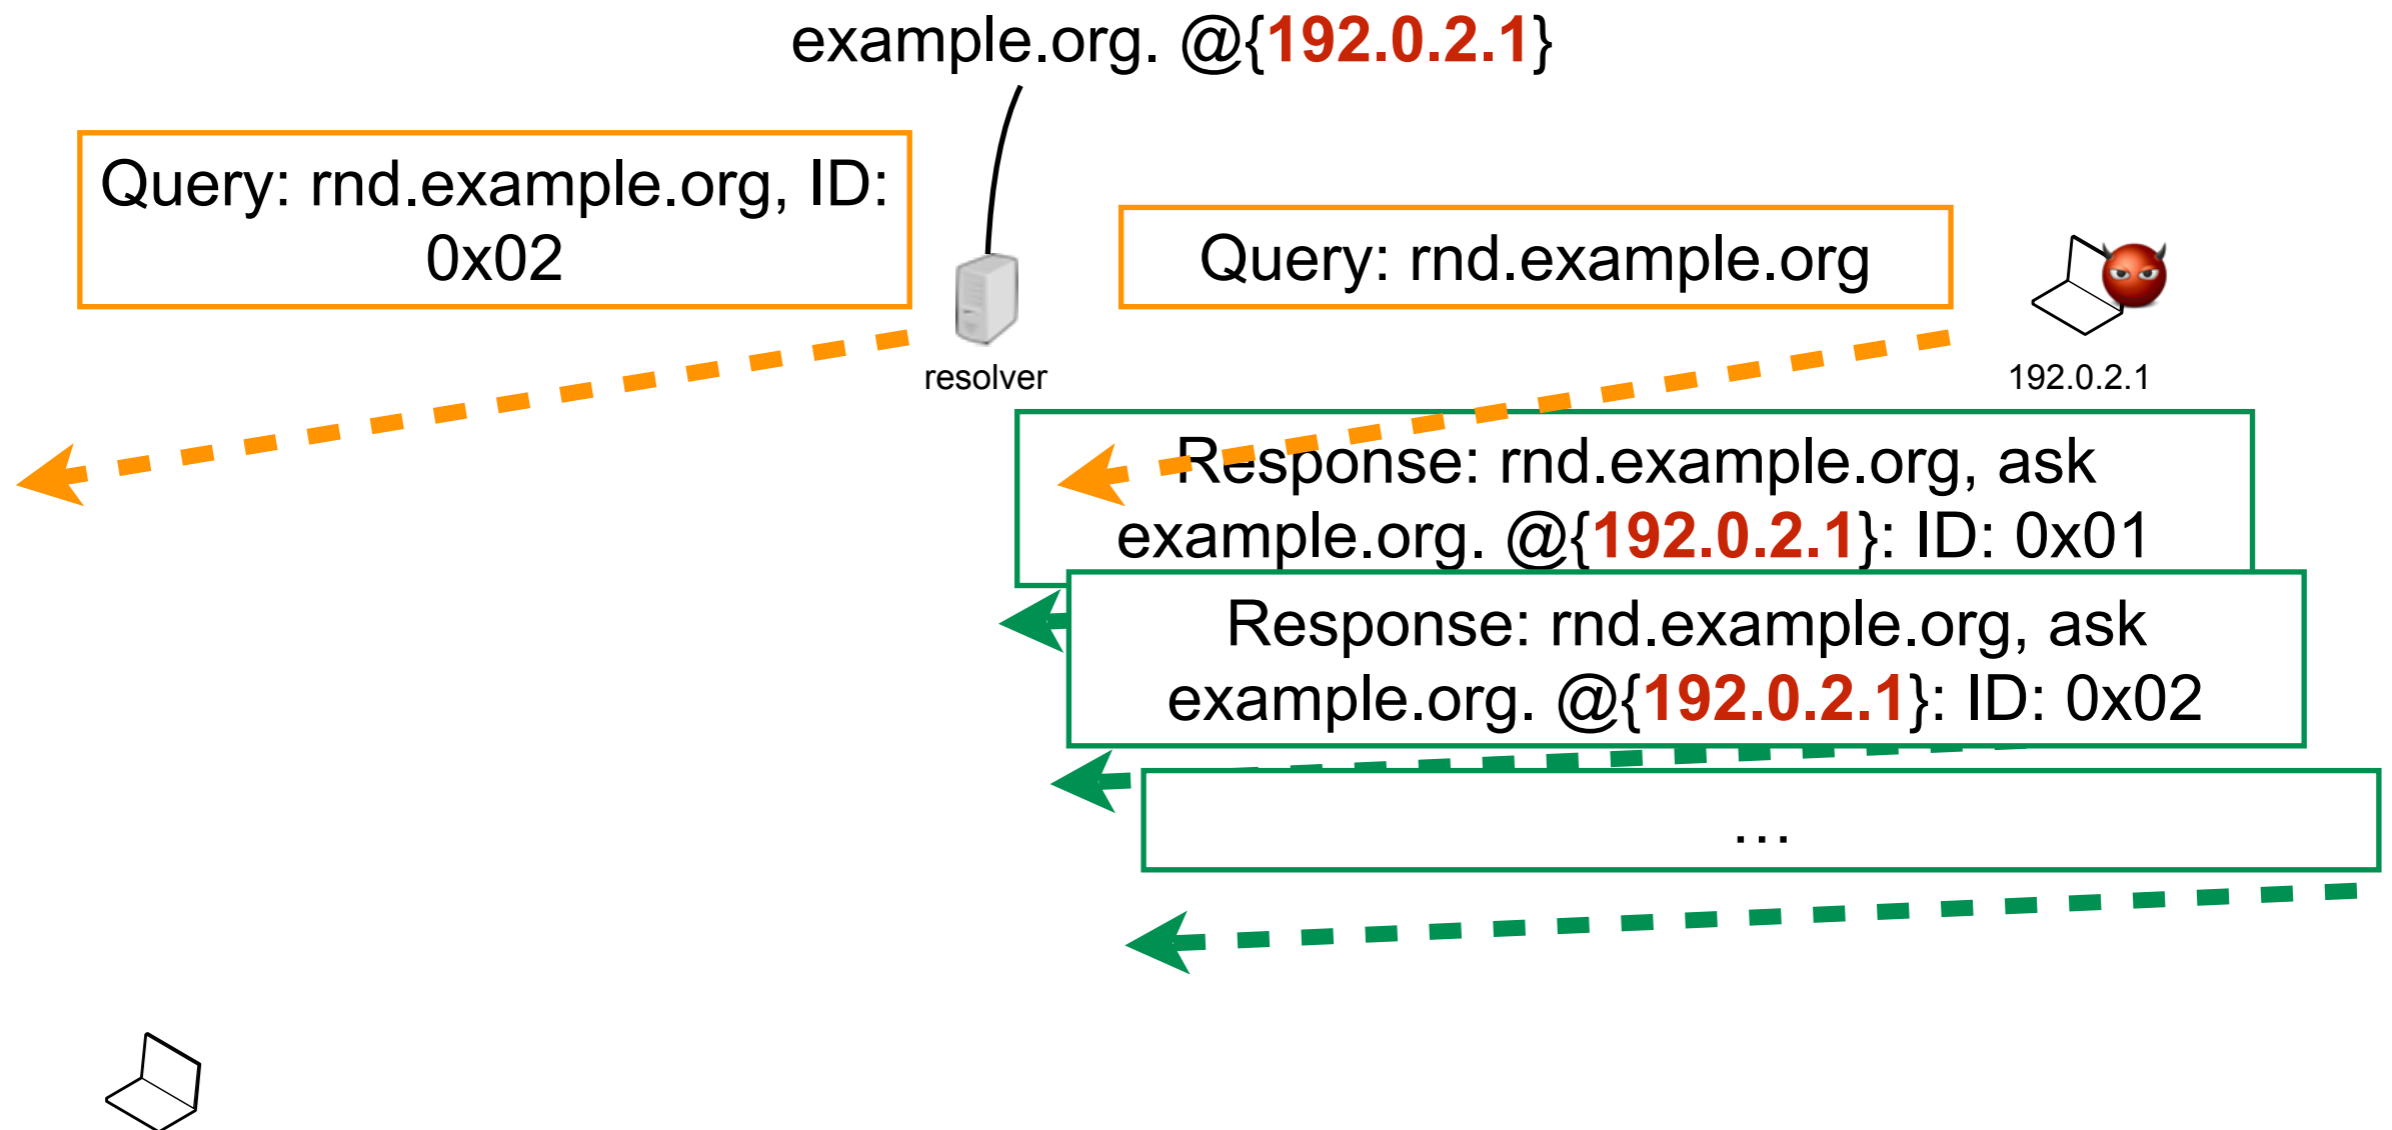 example.org. @{192.0.2.1}
Query: rnd.example.org, ID:
0x02
Query: rnd.example.org
resolver
192.0.2.1
Response: rnd.example.org, ask
example.org. @{192.0.2.1}: ID: 0x01
Response: rnd.example.org, ask
example.org. @{192.0.2.1}: ID: 0x02
…